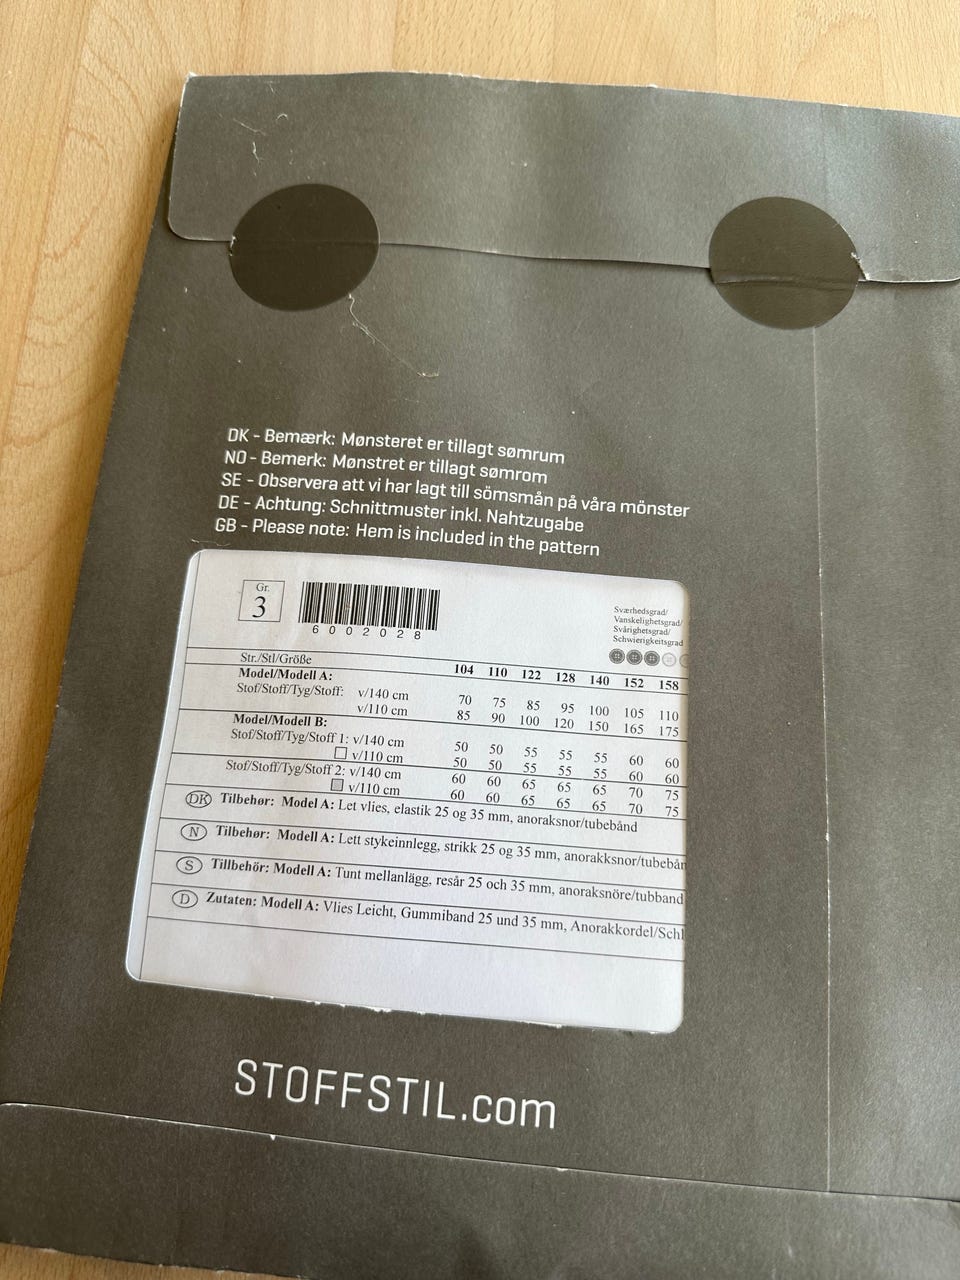 DK - Bemærk: Mønsteret er tillagt sømrum
NO - Bemerk: Mønstret er tillagt sømrom
SE - Observera att vi har lagt till sömsmån på våra mönster
DE - Achtung: Schnittmuster inkl. Nahtzugabe
GB - Please note: Hem is included in the pattern
Gr.
3
6002028
Sværhedsgrad/
Vanskelighetsgrad/
Svårighetsgrad/
Schwierigkeitsgrad
Str./Stl/Größe 104 110 122 128 140 152 158
Model/Modell A:
Stof/Stoff/Tyg/Stoff: v/140 cm 70 75 85 95 100 105 110
v/110 cm 85 90 100 120 150 165 175
Model/Modell B:
Stof/Stoff/Tyg/Stoff 1: v/140 cm 50 50 55 55 55 60 60
v/110 cm 50 50 55 55 55 60 60
Stof/Stoff/Tyg/Stoff 2: v/140 cm 60 60 65 65 65 70 75
v/110 cm 60 60 65 65 65 70 75
DK Tilbehør: Model A: Let vlies, elastik 25 og 35 mm, anoraksnor/tubebånd
N Tilbehør: Modell A: Lett stykeinnlegg, strikk 25 og 35 mm, anorakksnor/tubebån
S Tillbehör: Modell A: Tunt mellanlägg, resår 25 och 35 mm, anoraksnöre/tubband
D Zutaten: Modell A: Vlies Leicht, Gummiband 25 und 35 mm, Anorakkordel/Schl
STOFFSTIL.com